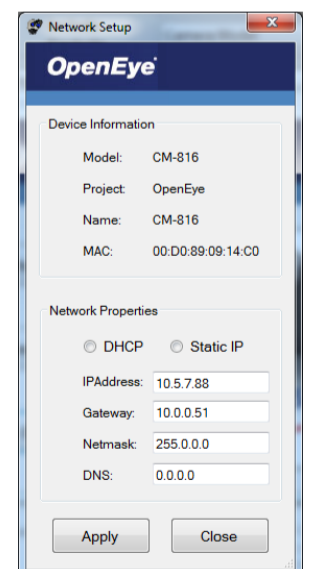 Network Setup
OpenEye
Device Information
Model: CM-816
Project: OpenEye
Name: CM-816
MAC: 00:D0:89:09:14:C0
Network Properties
DHCP Static IP
IPAddress: 10.5.7.88
Gateway: 10.0.0.51
Netmask: 255.0.0.0
DNS: 0.0.0.0
Apply Close